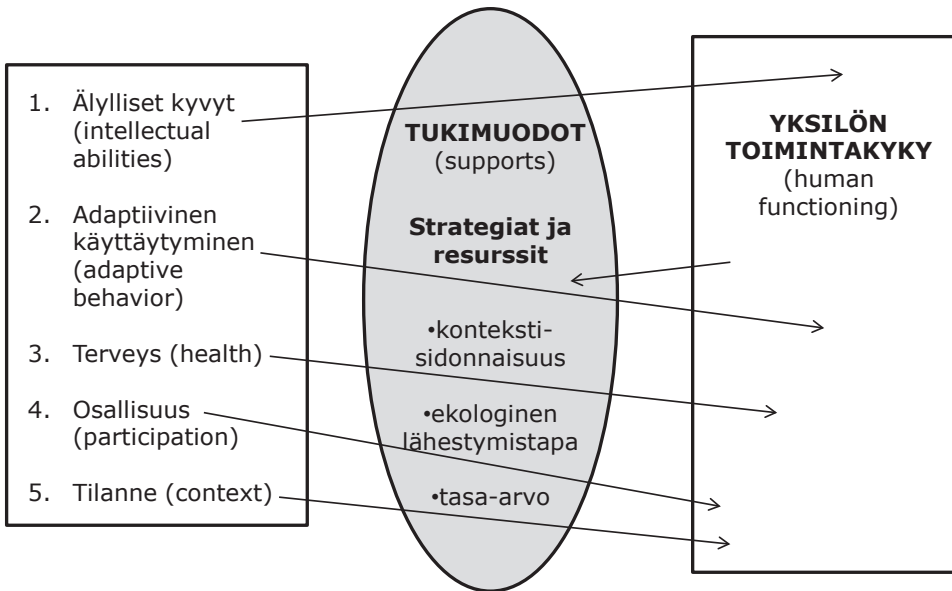 1. Älylliset kyvyt
(intellectual
abilities)
2. Adaptiivinen
käyttäytyminen
(adaptive
behavior)
3. Terveys (health)
4. Osallisuus
(participation)
5. Tilanne (context)
TUKIMUODOT
(supports)
Strategiat ja
resurssit
•konteksti-
sidonnaisuus
•ekologinen
lähestymistapa
•tasa-arvo
YKSILÖN
TOIMINTAKYKY
(human
functioning)